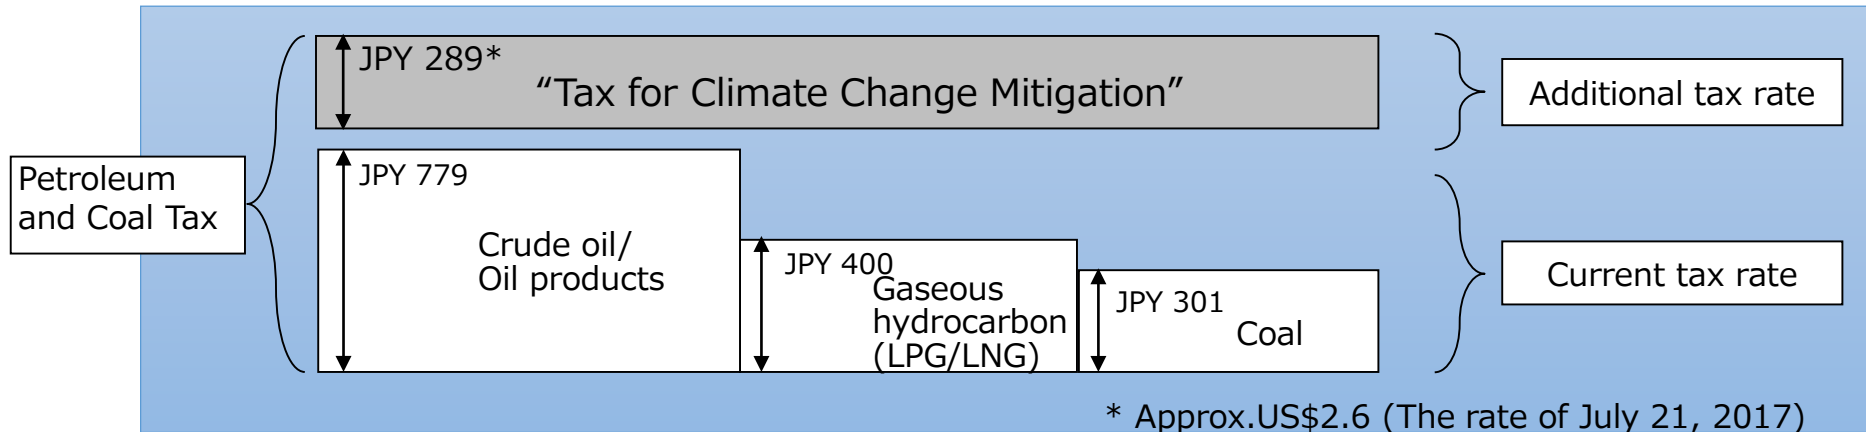 JPY 289*
“Tax for Climate Change Mitigation”
Additional tax rate
Petroleum
and Coal Tax
JPY 779
Crude oil/
Oil products
JPY 400
Gaseous
hydrocarbon
(LPG/LNG)
JPY 301
Coal
Current tax rate
* Approx.US$2.6 (The rate of July 21, 2017)